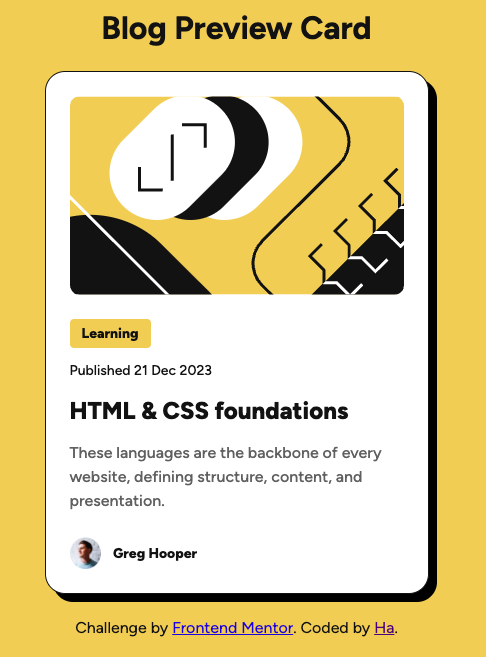 Blog Preview Card
Learning
Published 21 Dec 2023
HTML & CSS foundations
These languages are the backbone of every
website, defining structure, content, and
presentation.
Greg Hooper
Challenge by Frontend Mentor. Coded by Ha.